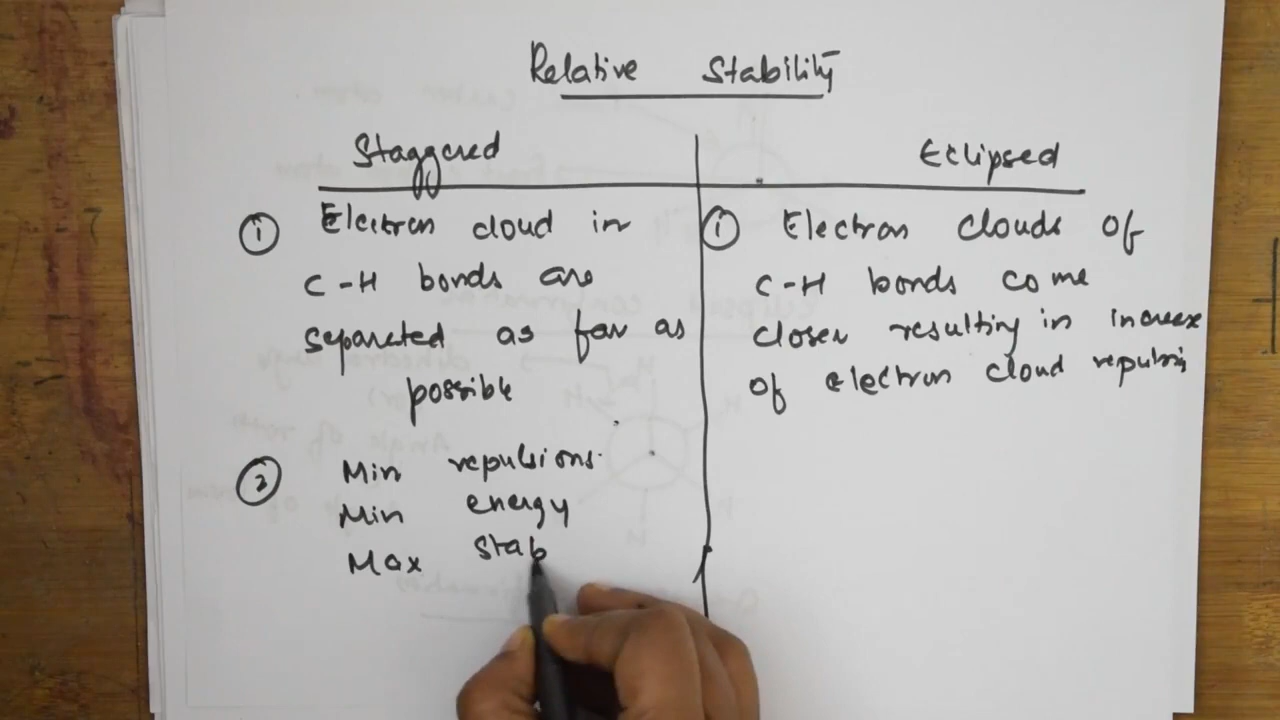 Relative Stability
Staggered
① Electron cloud in
C-H bonds are
separated as far as
possible
② Min repulsions.
Min energy
Max Stab
Eclipsed
① Electron clouds of
C-H bonds come
closer resulting in increase
of electron cloud